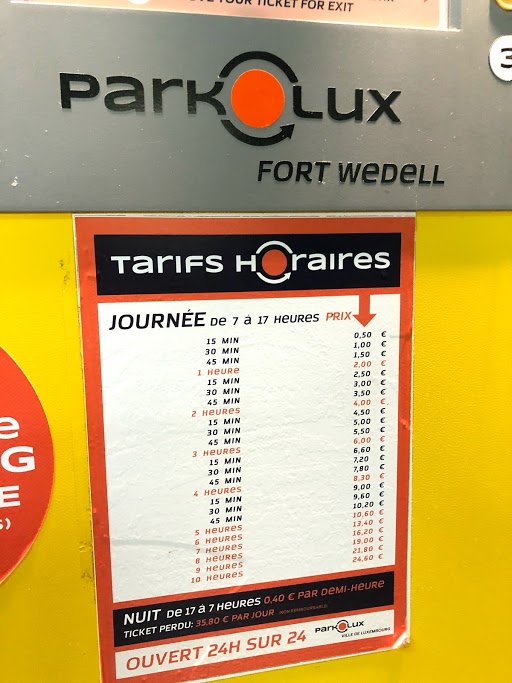 YOUR TICKET FOR EXIT
3
PARKOLUX
FORT WEDELL
TARIFS HORAIRES
JOURNÉE DE 7 à 17 HEURES PRIX
15 MIN 0,50 €
30 MIN 1,00 €
45 MIN 1,50 €
1 HEURE 2,00 €
15 MIN 2,50 €
30 MIN 3,00 €
45 MIN 3,50 €
2 HEURES 4,00 €
15 MIN 4,50 €
30 MIN 5,00 €
45 MIN 5,50 €
3 HEURES 6,00 €
15 MIN 6,60 €
30 MIN 7,20 €
45 MIN 7,80 €
4 HEURES 8,30 €
15 MIN 9,00 €
30 MIN 9,60 €
45 MIN 10,20 €
5 HEURES 10,60 €
6 HEURES 13,40 €
7 HEURES 16,20 €
8 HEURES 19,00 €
9 HEURES 21,80 €
10 HEURES 24,60 €
NUIT DE 17 à 7 HEURES 0,40 € PAR DEMI-HEURE
TICKET PERDU: 35,80 € PAR JOUR NON REMBOURSABLE
OUVERT 24H SUR 24
PARKOLUX
VILLE DE LUXEMBOURG
e
G
E
S)